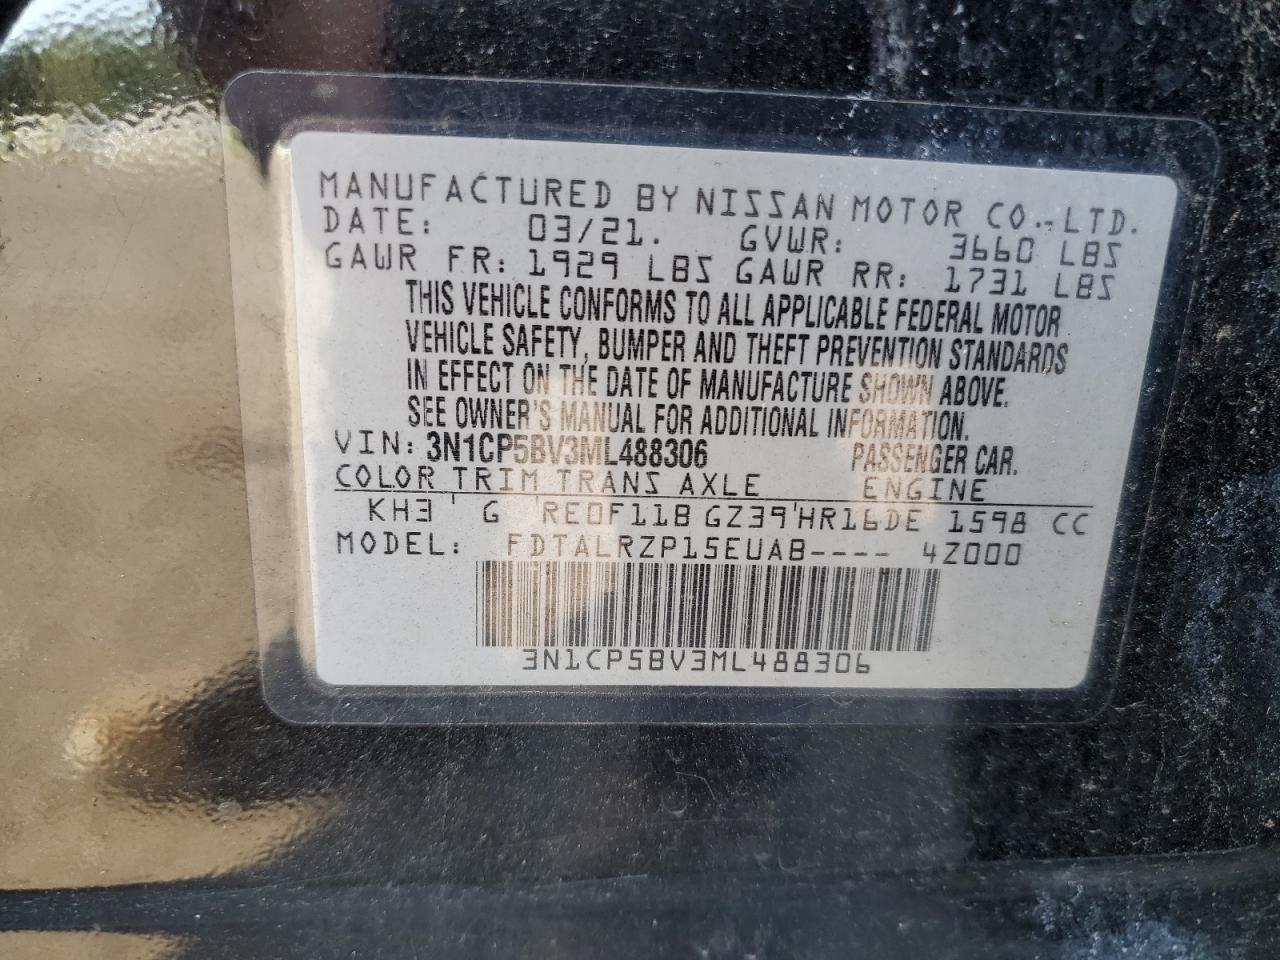 MANUFACTURED BY NISSAN MOTOR CO., LTD.
DATE: 03/21. GVWR: 3660 LBS
GAWR FR: 1929 LBS GAWR RR: 1731 LBS
THIS VEHICLE CONFORMS TO ALL APPLICABLE FEDERAL MOTOR
VEHICLE SAFETY, BUMPER AND THEFT PREVENTION STANDARDS
IN EFFECT ON THE DATE OF MANUFACTURE SHOWN ABOVE.
SEE OWNER'S MANUAL FOR ADDITIONAL INFORMATION.
VIN: 3N1CP5BV3ML488306 PASSENGER CAR.
COLOR TRIM TRANS AXLE ENGINE
KH3 ' G RE0F11B GZ39'HR16DE 1598 CC
MODEL: FDTALRZP15EUAB---- 4Z000
3N1CP5BV3ML488306